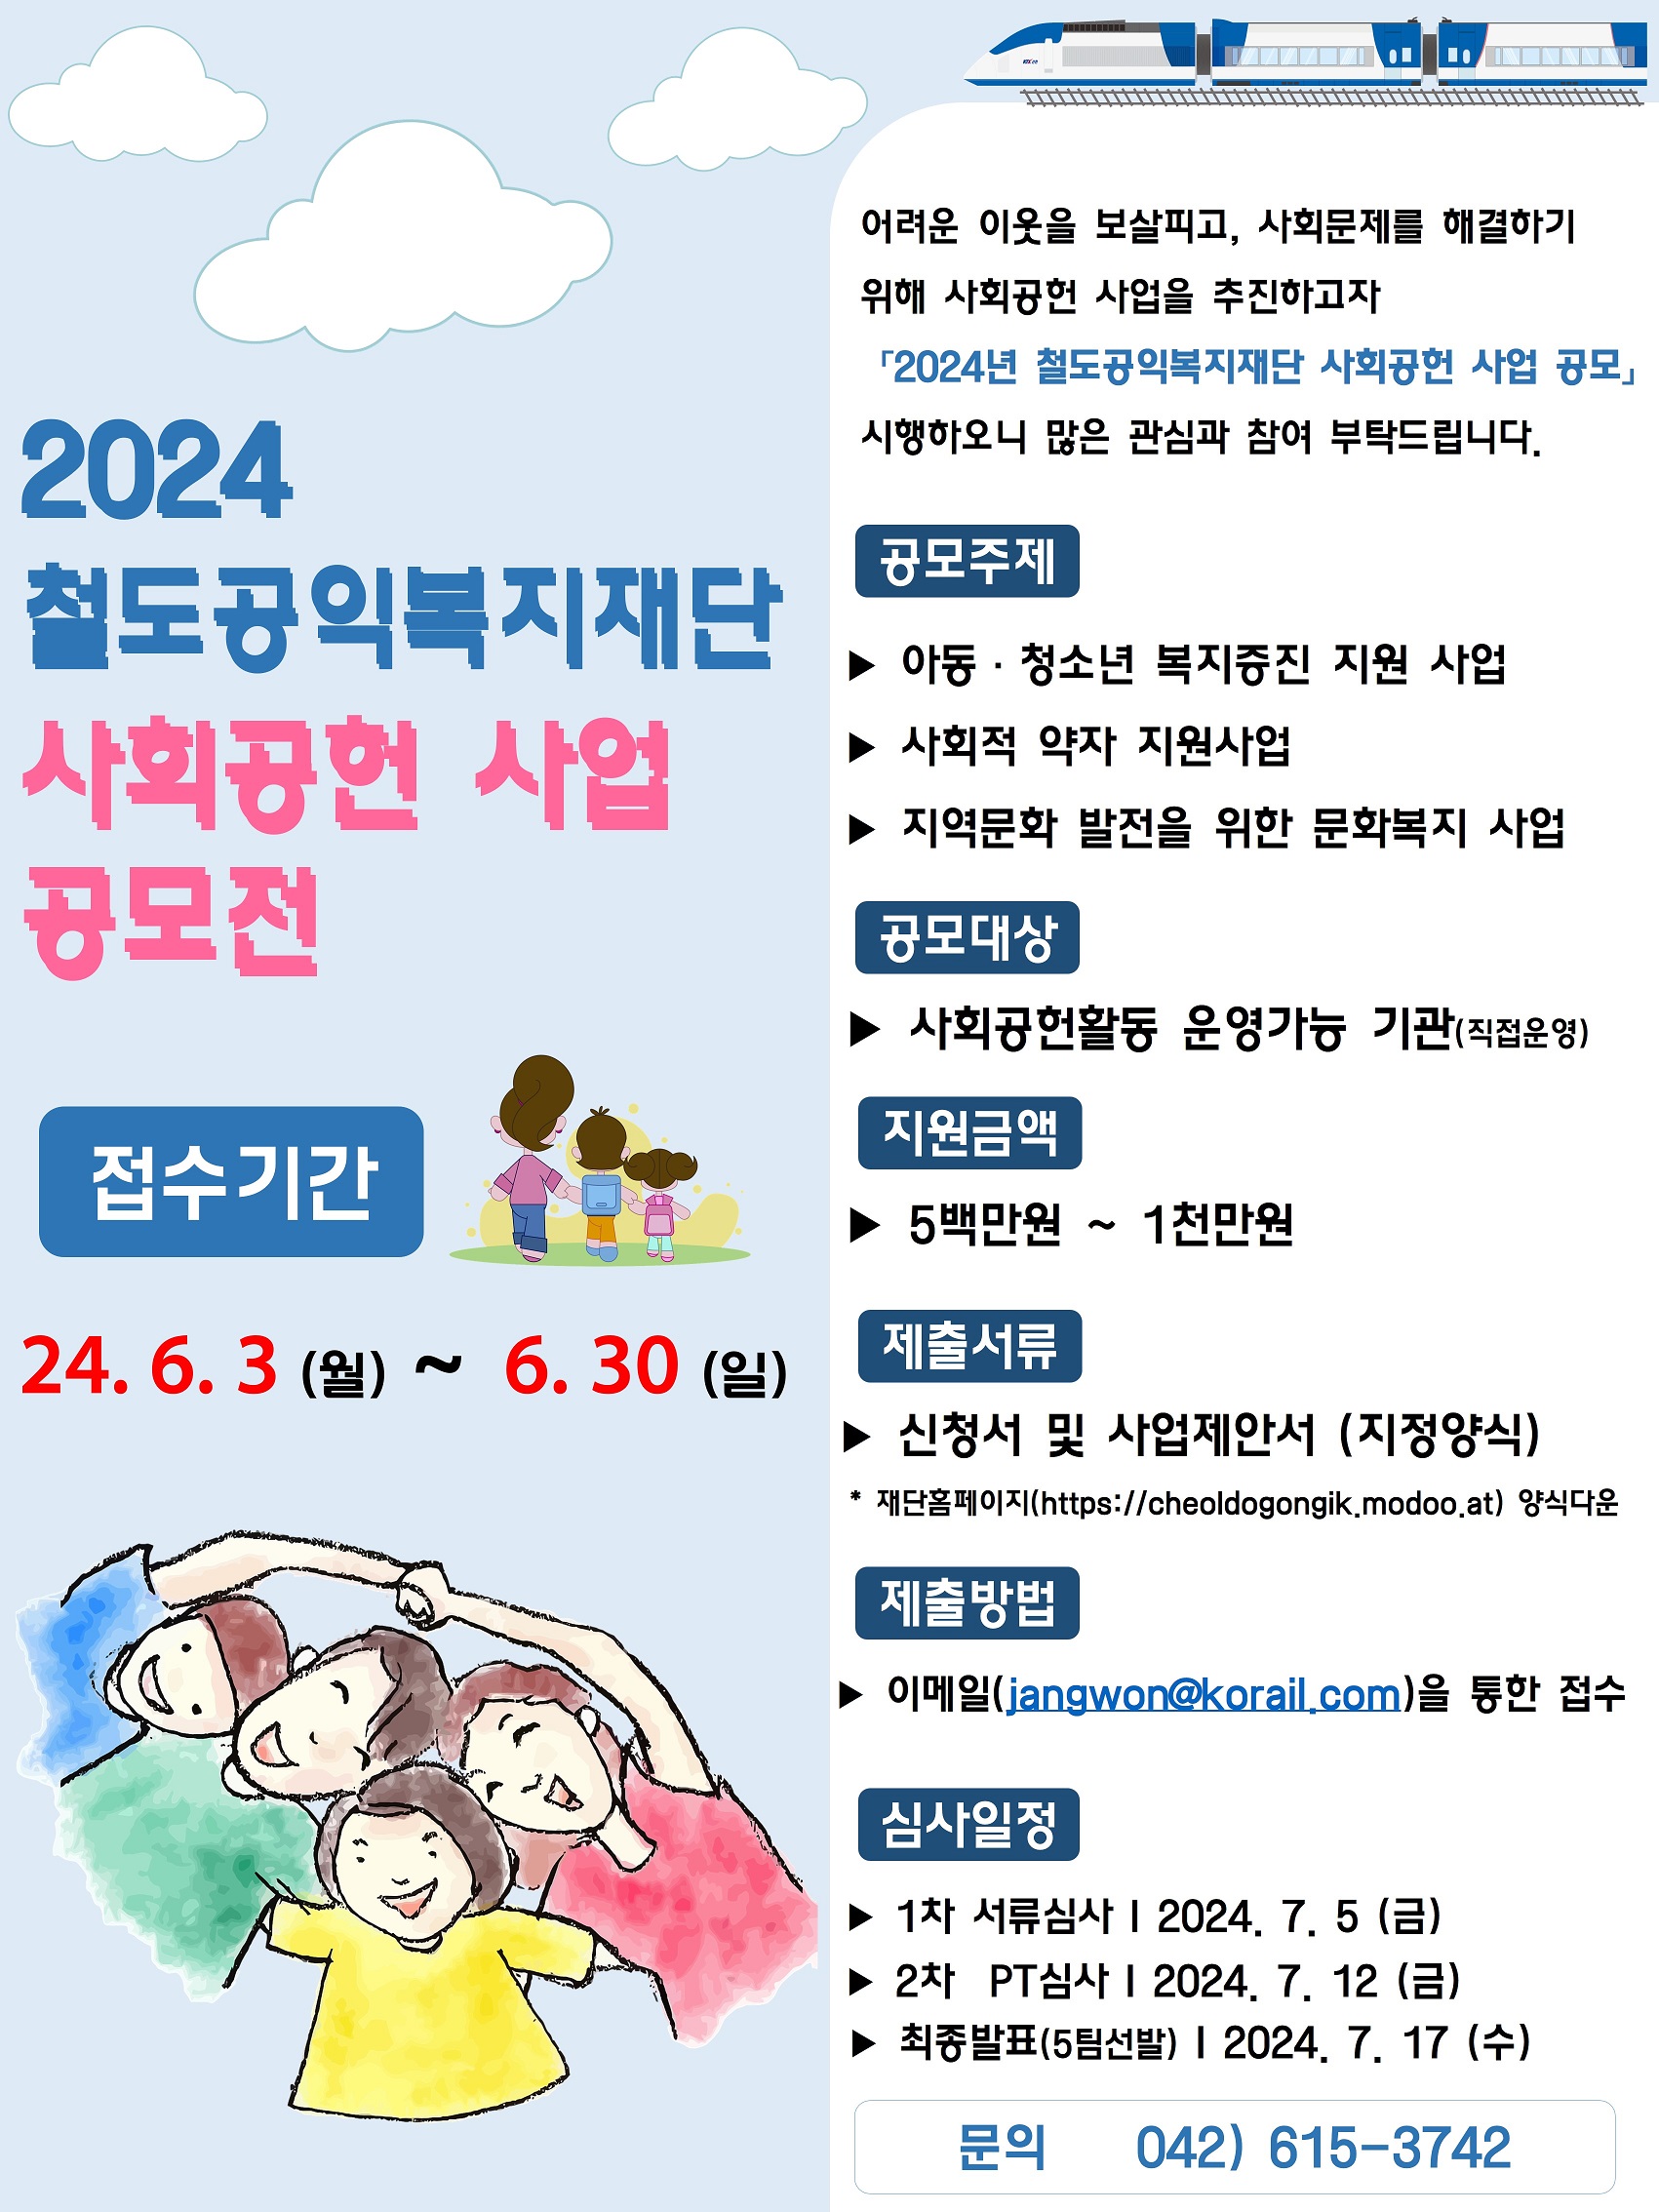 2024
철도공익복지재단
사회공헌 사업
공모전
접수기간
24. 6. 3 (월) ~ 6. 30 (일)
어려운 이웃을 보살피고, 사회문제를 해결하기
위해 사회공헌 사업을 추진하고자
「2024년 철도공익복지재단 사회공헌 사업 공모」
시행하오니 많은 관심과 참여 부탁드립니다.
공모주제
▶ 아동 · 청소년 복지증진 지원 사업
▶ 사회적 약자 지원사업
▶ 지역문화 발전을 위한 문화복지 사업
공모대상
▶ 사회공헌활동 운영가능 기관(직접운영)
지원금액
▶ 5백만원 ~ 1천만원
제출서류
▶ 신청서 및 사업제안서 (지정양식)
* 재단홈페이지(https://cheoldogongik.modoo.at) 양식다운
제출방법
▶ 이메일(jangwon@korail.com)을 통한 접수
심사일정
▶ 1차 서류심사 l 2024. 7. 5 (금)
▶ 2차 PT심사 l 2024. 7. 12 (금)
▶ 최종발표(5팀선발) l 2024. 7. 17 (수)
문의 042) 615-3742